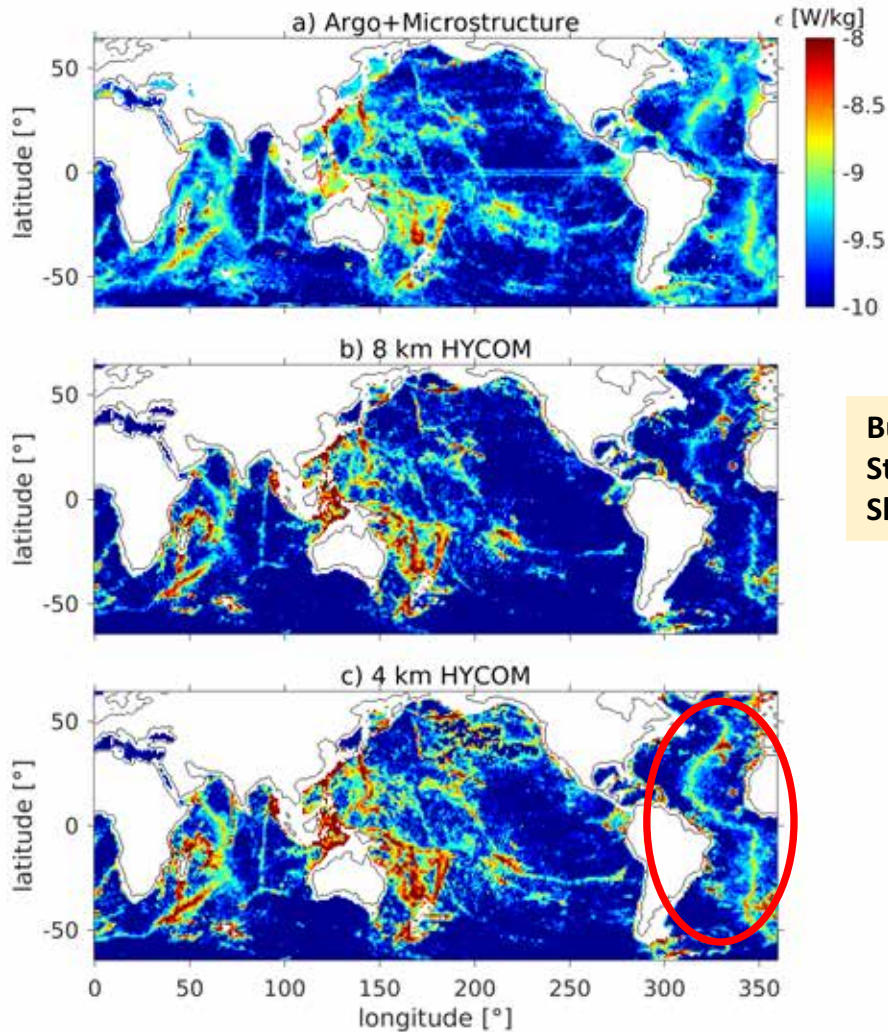 a) Argo+Microstructure
ϵ [W/kg]
-8
-8.5
-9
-9.5
-10
latitude [°]
50
0
-50
b) 8 km HYCOM
latitude [°]
50
0
-50
c) 4 km HYCOM
latitude [°]
50
0
-50
0 50 100 150 200 250 300 350
longitude [°]